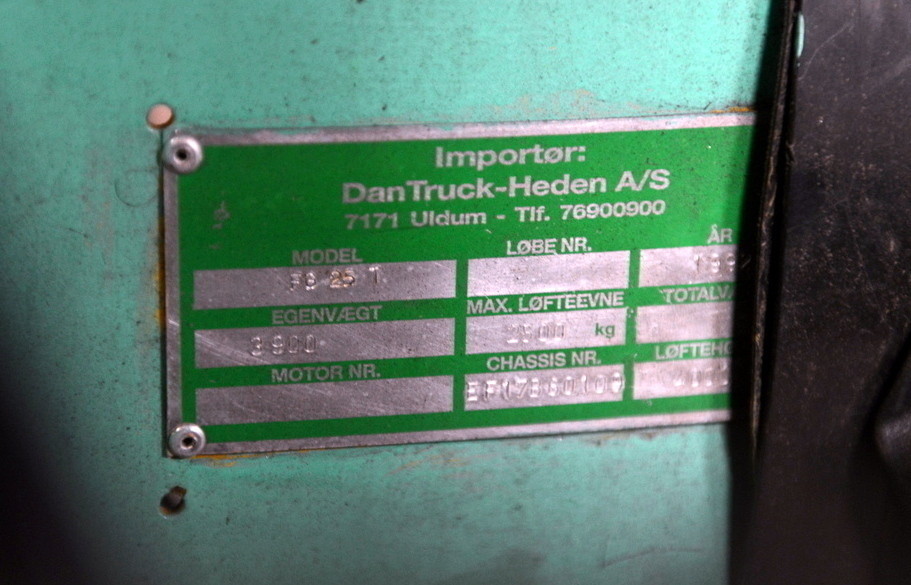 Importør:
DanTruck-Heden A/S
7171 Uldum - Tlf. 76900900
MODEL LØBE NR. ÅR
FB 25 T
EGENVÆGT MAX. LØFTEEVNE
3900 kg
MOTOR NR. CHASSIS NR.